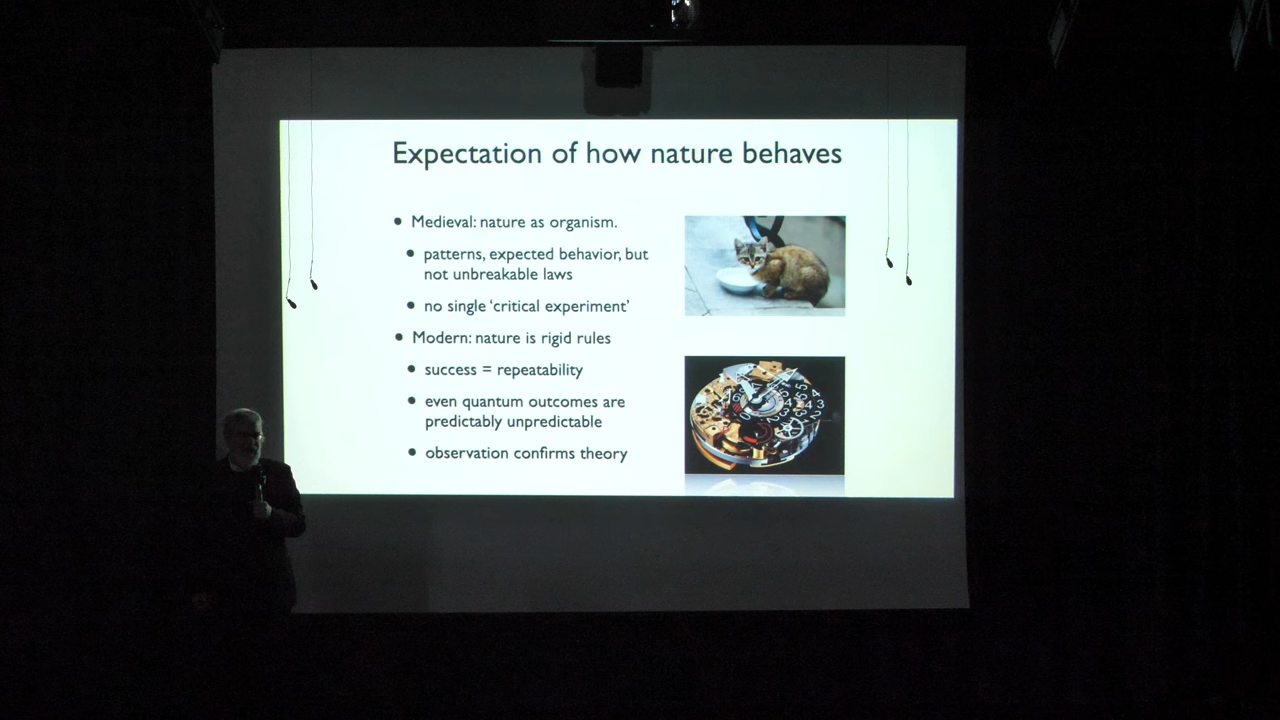 Expectation of how nature behaves
• Medieval: nature as organism.
• patterns, expected behavior, but
not unbreakable laws
• no single ‘critical experiment’
• Modern: nature is rigid rules
• success = repeatability
• even quantum outcomes are
predictably unpredictable
• observation confirms theory